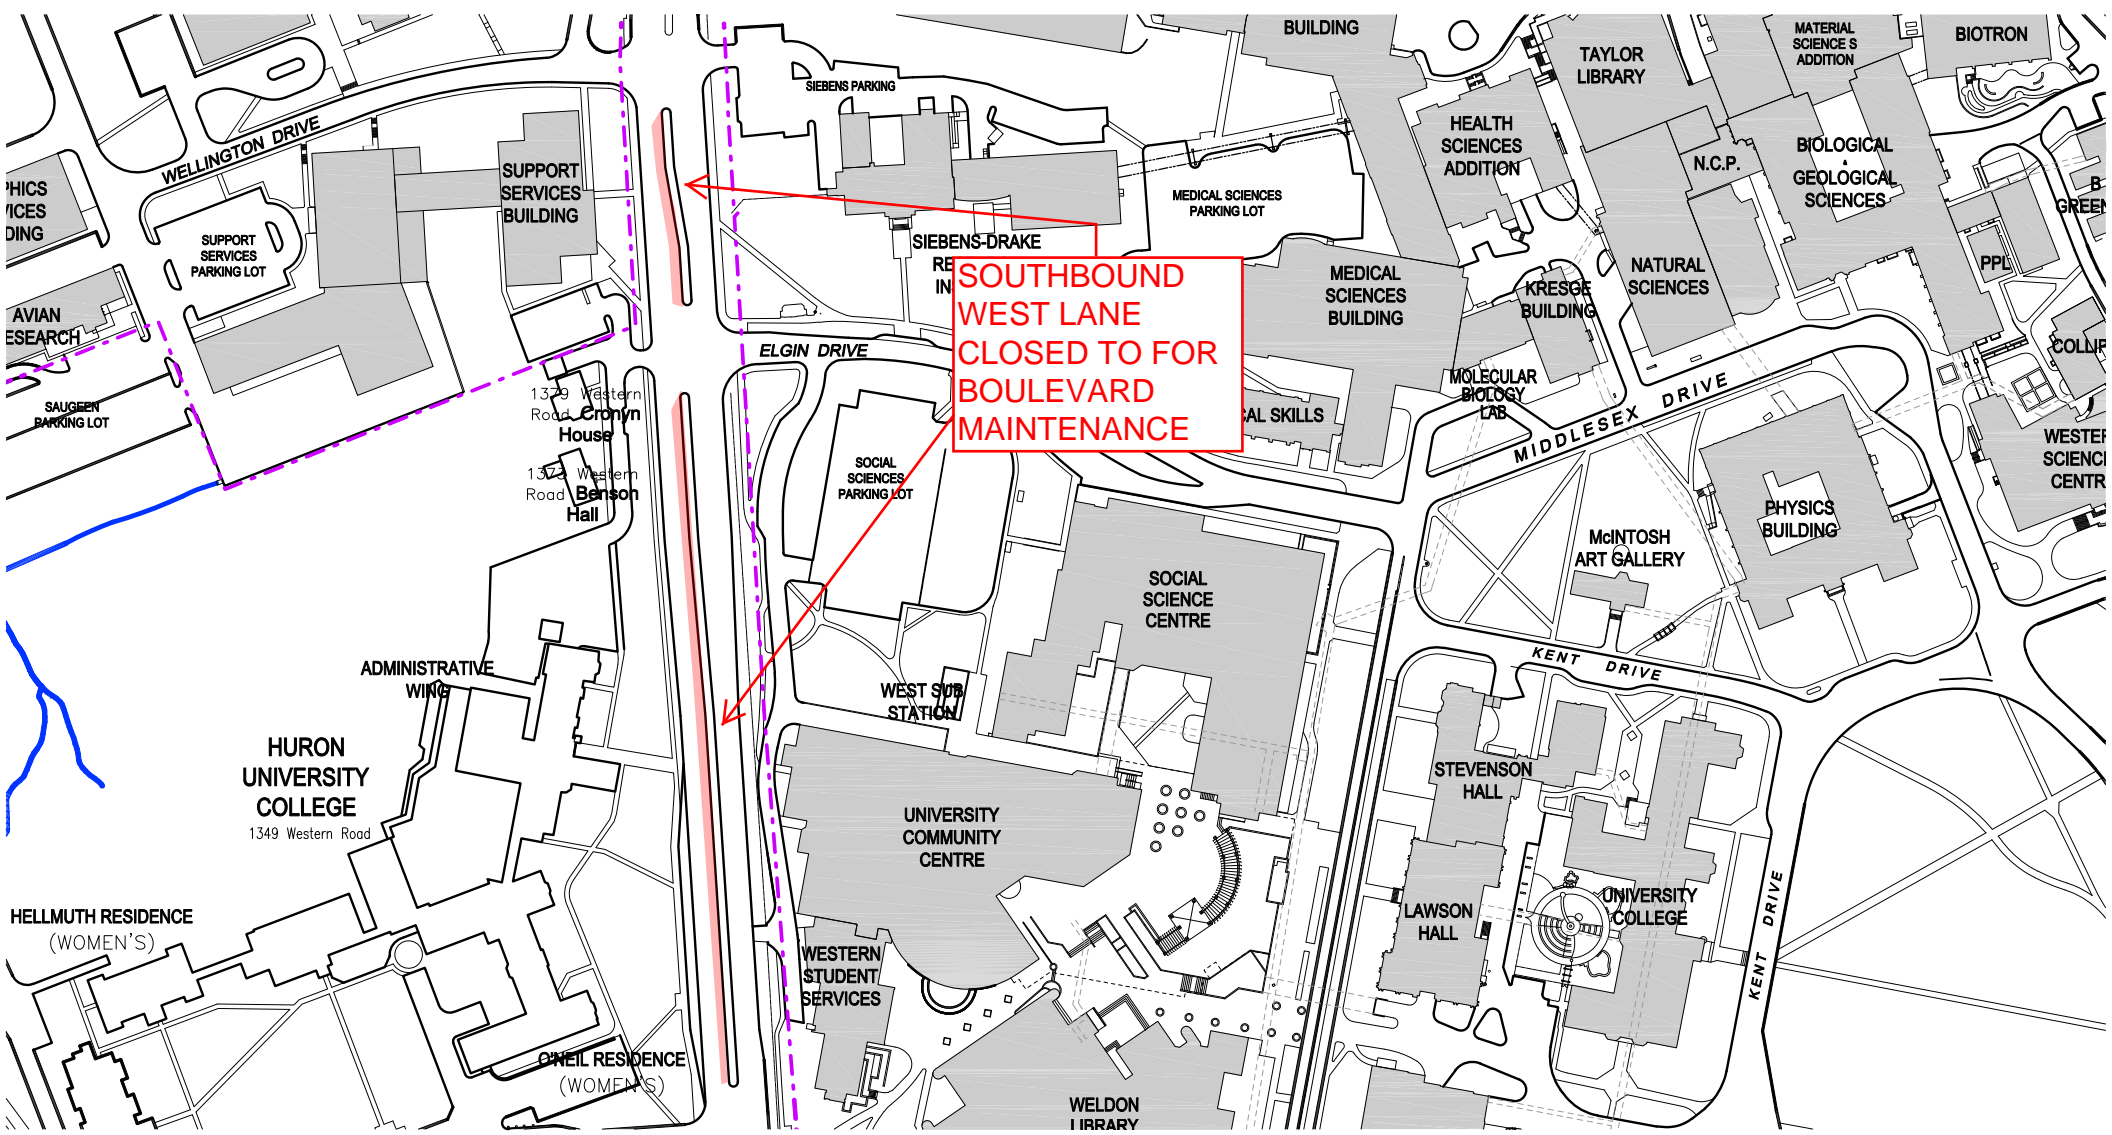 BUILDING
TAYLOR
LIBRARY
MATERIAL
SCIENCE S
ADDITION
BIOTRON
SIEBENS PARKING
WELLINGTON DRIVE
HEALTH
SCIENCES
ADDITION
N.C.P.
BIOLOGICAL
&
GEOLOGICAL
SCIENCES
SUPPORT
SERVICES
BUILDING
MEDICAL SCIENCES
PARKING LOT
SUPPORT
SERVICES
PARKING LOT
SIEBENS-DRAKE
SOUTHBOUND
WEST LANE
CLOSED TO FOR
BOULEVARD
MAINTENANCE
MEDICAL
SCIENCES
BUILDING
KRESGE
BUILDING
NATURAL
SCIENCES
PPL
AVIAN
ELGIN DRIVE
SAUGEEN
PARKING LOT
1379 Western
Road Cronyn
House
1373 Western
Road Benson
Hall
SOCIAL
SCIENCES
PARKING LOT
SKILLS
MOLECULAR
BIOLOGY
LAB
MIDDLESEX DRIVE
PHYSICS
BUILDING
McINTOSH
ART GALLERY
SOCIAL
SCIENCE
CENTRE
KENT DRIVE
ADMINISTRATIVE
WING
WEST SUB
STATION
HURON
UNIVERSITY
COLLEGE
1349 Western Road
STEVENSON
HALL
UNIVERSITY
COMMUNITY
CENTRE
HELLMUTH RESIDENCE
(WOMEN'S)
LAWSON
HALL
UNIVERSITY
COLLEGE
KENT DRIVE
WESTERN
STUDENT
SERVICES
O'NEIL RESIDENCE
(WOMEN'S)
WELDON
LIBRARY